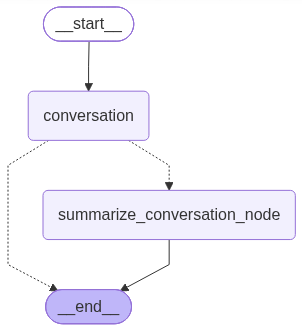 __start__
conversation
summarize_conversation_node
__end__